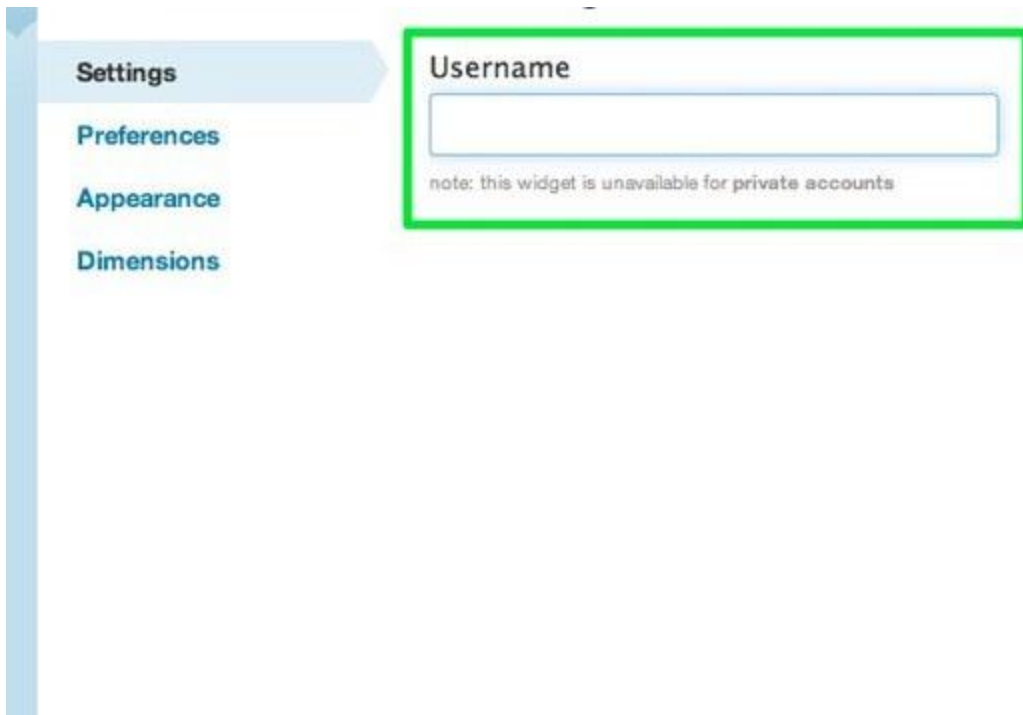 Settings
Preferences
Appearance
Dimensions
Username
note: this widget is unavailable for private accounts